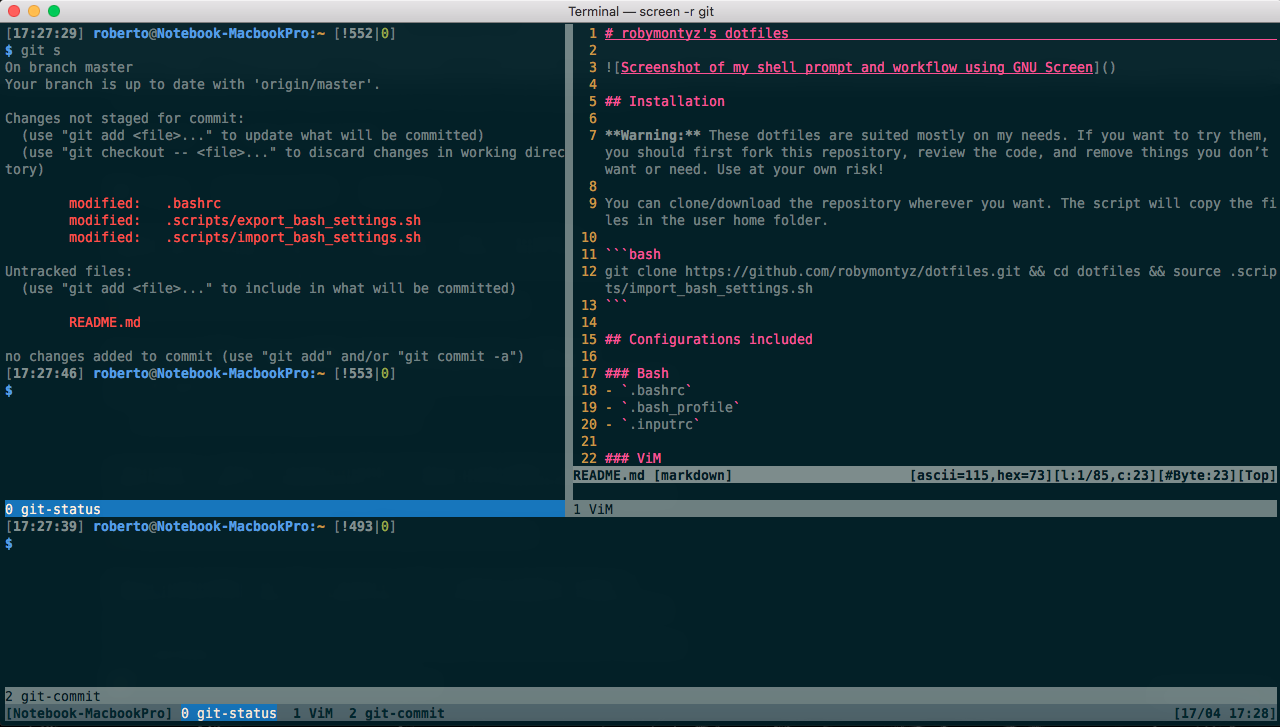 Terminal — screen -r git
[17:27:29] roberto@Notebook-MacbookPro:~ [!552|0]
$ git s
On branch master
Your branch is up to date with 'origin/master'.
Changes not staged for commit:
(use "git add <file>..." to update what will be committed)
(use "git checkout -- <file>..." to discard changes in working direc
tory)
modified: .bashrc
modified: .scripts/export_bash_settings.sh
modified: .scripts/import_bash_settings.sh
Untracked files:
(use "git add <file>..." to include in what will be committed)
README.md
no changes added to commit (use "git add" and/or "git commit -a")
[17:27:46] roberto@Notebook-MacbookPro:~ [!553|0]
$
0 git-status
1 # robymontyz's dotfiles
2
3 ![Screenshot of my shell prompt and workflow using GNU Screen]()
4
5 ## Installation
6
7 **Warning:** These dotfiles are suited mostly on my needs. If you want to try them,
you should first fork this repository, review the code, and remove things you don’t
want or need. Use at your own risk!
8
9 You can clone/download the repository wherever you want. The script will copy the fi
les in the user home folder.
10
11 ```bash
12 git clone https://github.com/robymontyz/dotfiles.git && cd dotfiles && source .scrip
ts/import_bash_settings.sh
13 ```
14
15 ## Configurations included
16
17 ### Bash
18 - `.bashrc`
19 - `.bash_profile`
20 - `.inputrc`
21
22 ### ViM
README.md [markdown] [ascii=115,hex=73][l:1/85,c:23][#Byte:23][Top]
1 ViM
[17:27:39] roberto@Notebook-MacbookPro:~ [!493|0]
$
2 git-commit
[Notebook-MacbookPro] 0 git-status 1 ViM 2 git-commit [17/04 17:28]